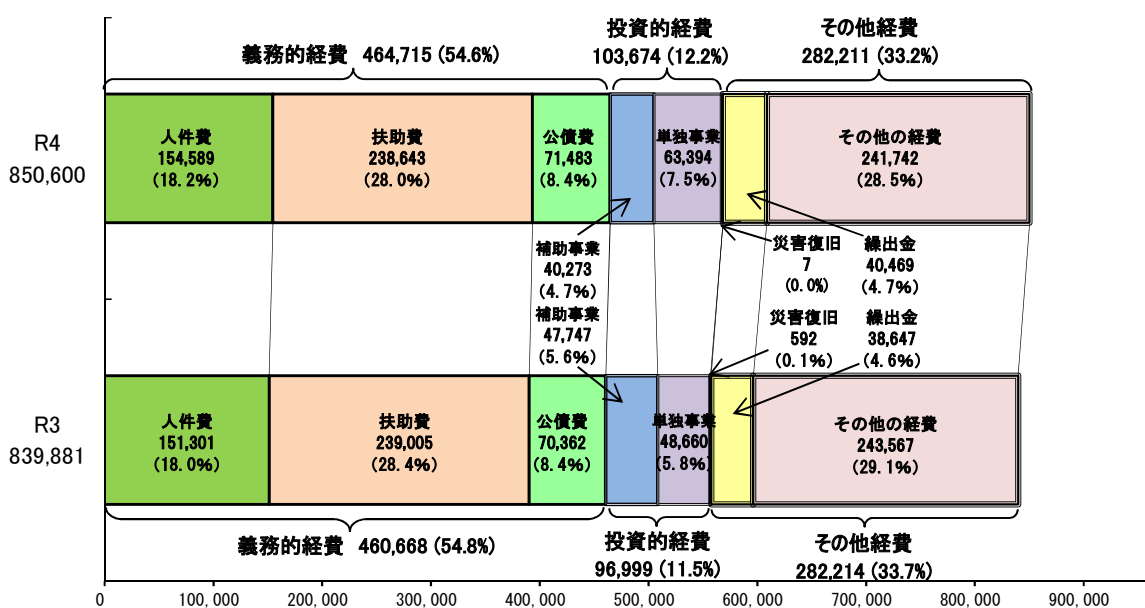 義務的経費 464,715 (54.6%)
投資的経費
103,674 (12.2%)
その他経費
282,211 (33.2%)
R4
850,600
人件費
154,589
(18.2%)
扶助費
238,643
(28.0%)
公債費
71,483
(8.4%)
単独事業
63,394
(7.5%)
その他の経費
241,742
(28.5%)
補助事業
40,273
(4.7%)
災害復旧
7
(0.0%)
繰出金
40,469
(4.7%)
補助事業
47,747
(5.6%)
災害復旧
592
(0.1%)
繰出金
38,647
(4.6%)
R3
839,881
人件費
151,301
(18.0%)
扶助費
239,005
(28.4%)
公債費
70,362
(8.4%)
単独事業
48,660
(5.8%)
その他の経費
243,567
(29.1%)
義務的経費 460,668 (54.8%)
投資的経費
96,999 (11.5%)
その他経費
282,214 (33.7%)
0 100,000 200,000 300,000 400,000 500,000 600,000 700,000 800,000 900,000